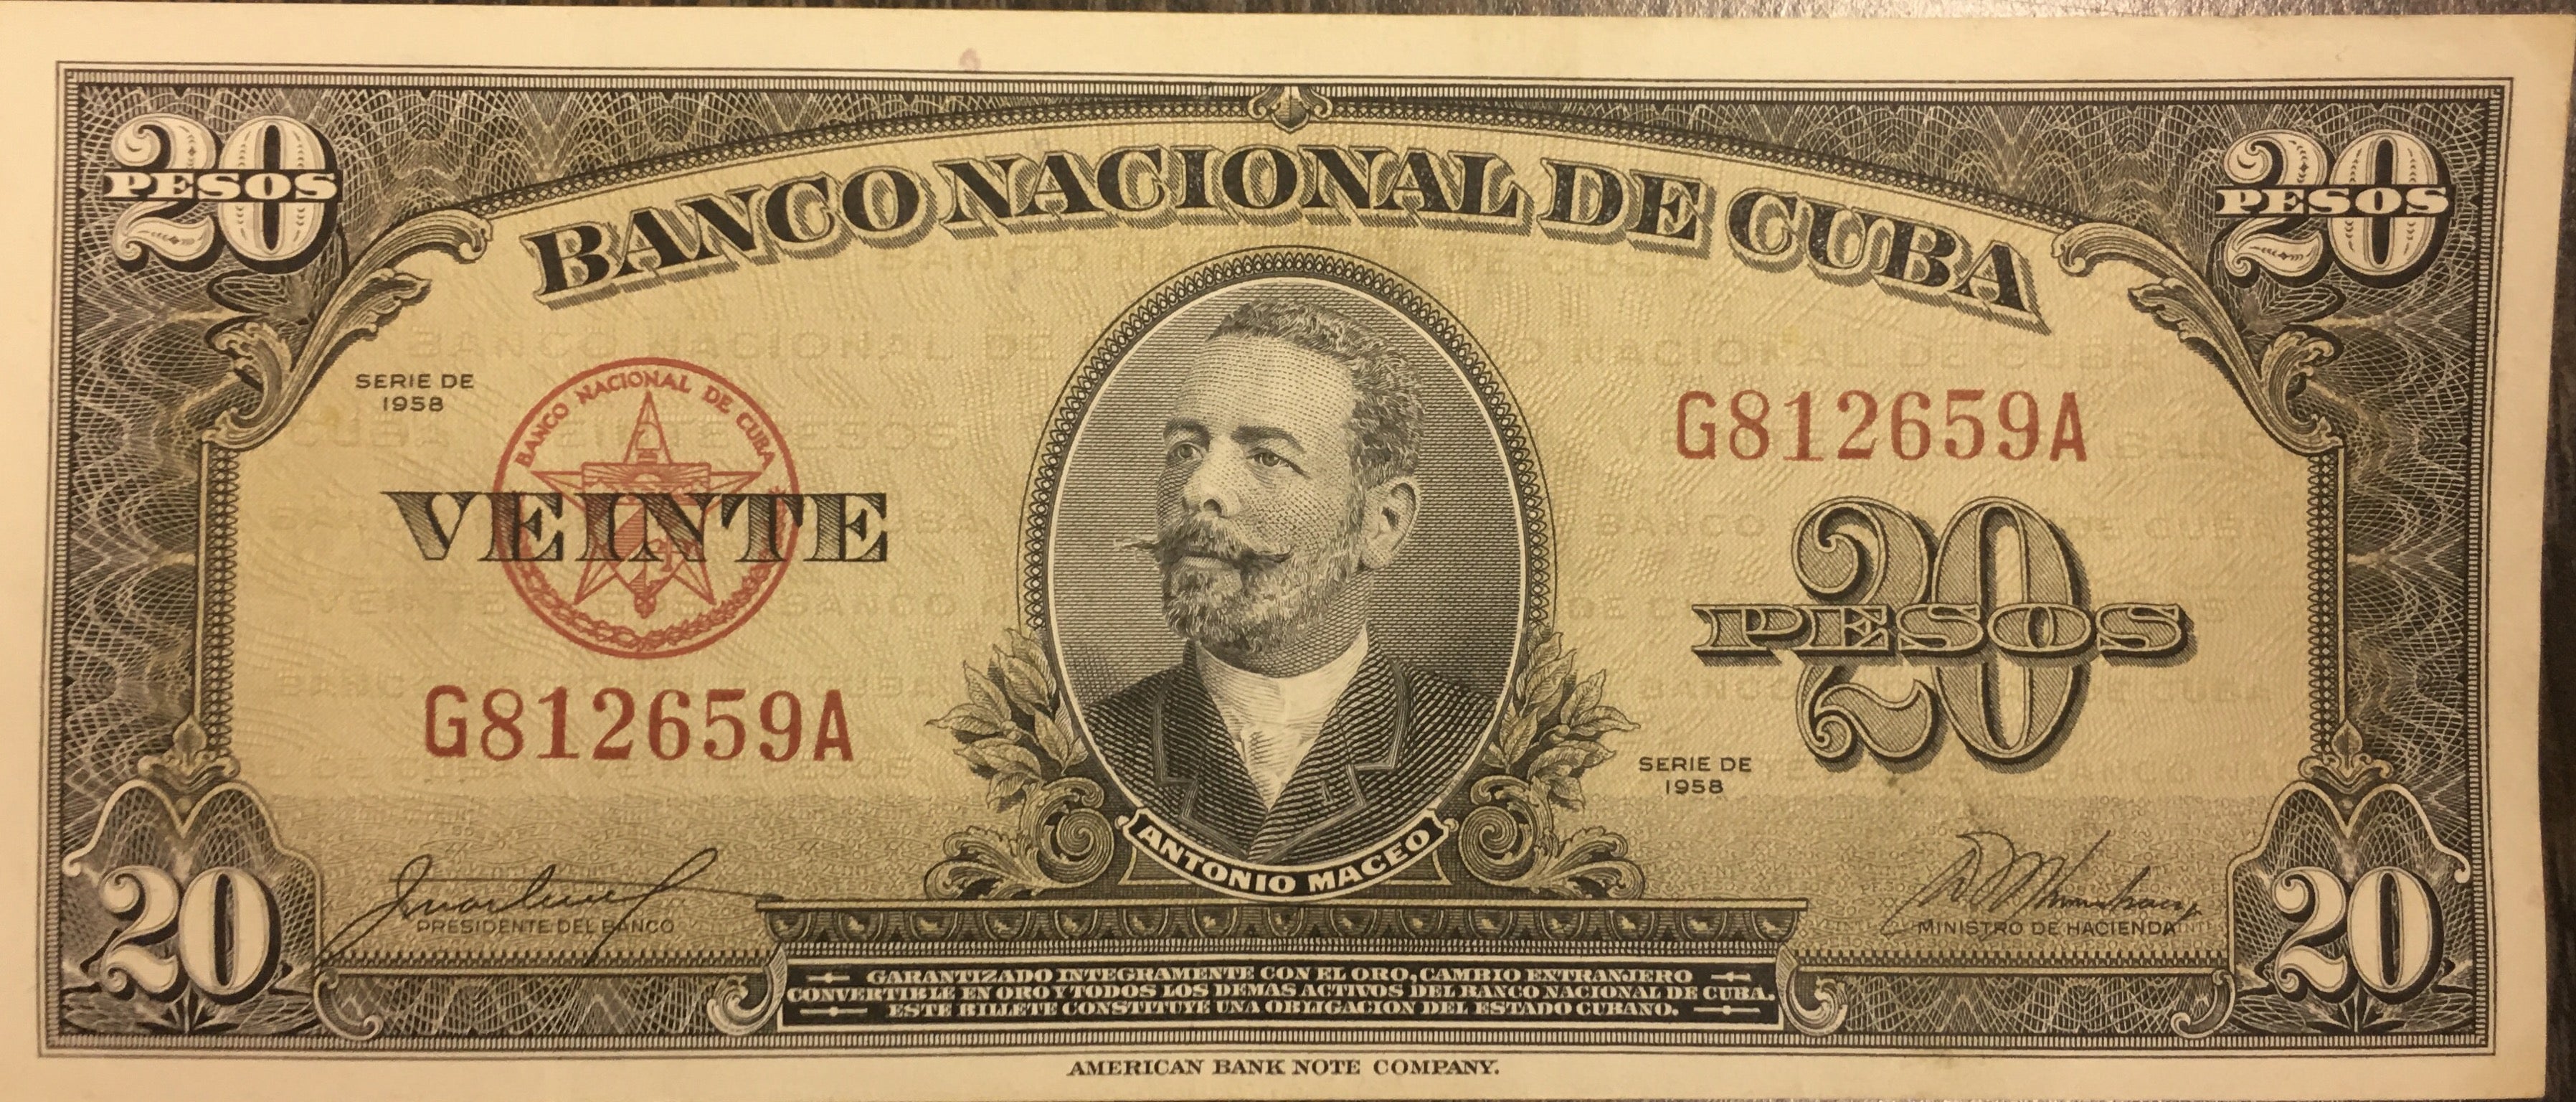 20
PESOS
BANCO NACIONAL DE CUBA
20
PESOS
SERIE DE
1958
BANCO NACIONAL DE CUBA
VEINTE
G812659A
G812659A
20
PESOS
SERIE DE
1958
ANTONIO MACEO
PRESIDENTE DEL BANCO
MINISTRO DE HACIENDA
20
20
GARANTIZADO INTEGRAMENTE CON EL ORO, CAMBIO EXTRANJERO
CONVERTIBLE EN ORO Y TODOS LOS DEMAS ACTIVOS DEL BANCO NACIONAL DE CUBA.
ESTE BILLETE CONSTITUYE UNA OBLIGACION DEL ESTADO CUBANO.
AMERICAN BANK NOTE COMPANY.